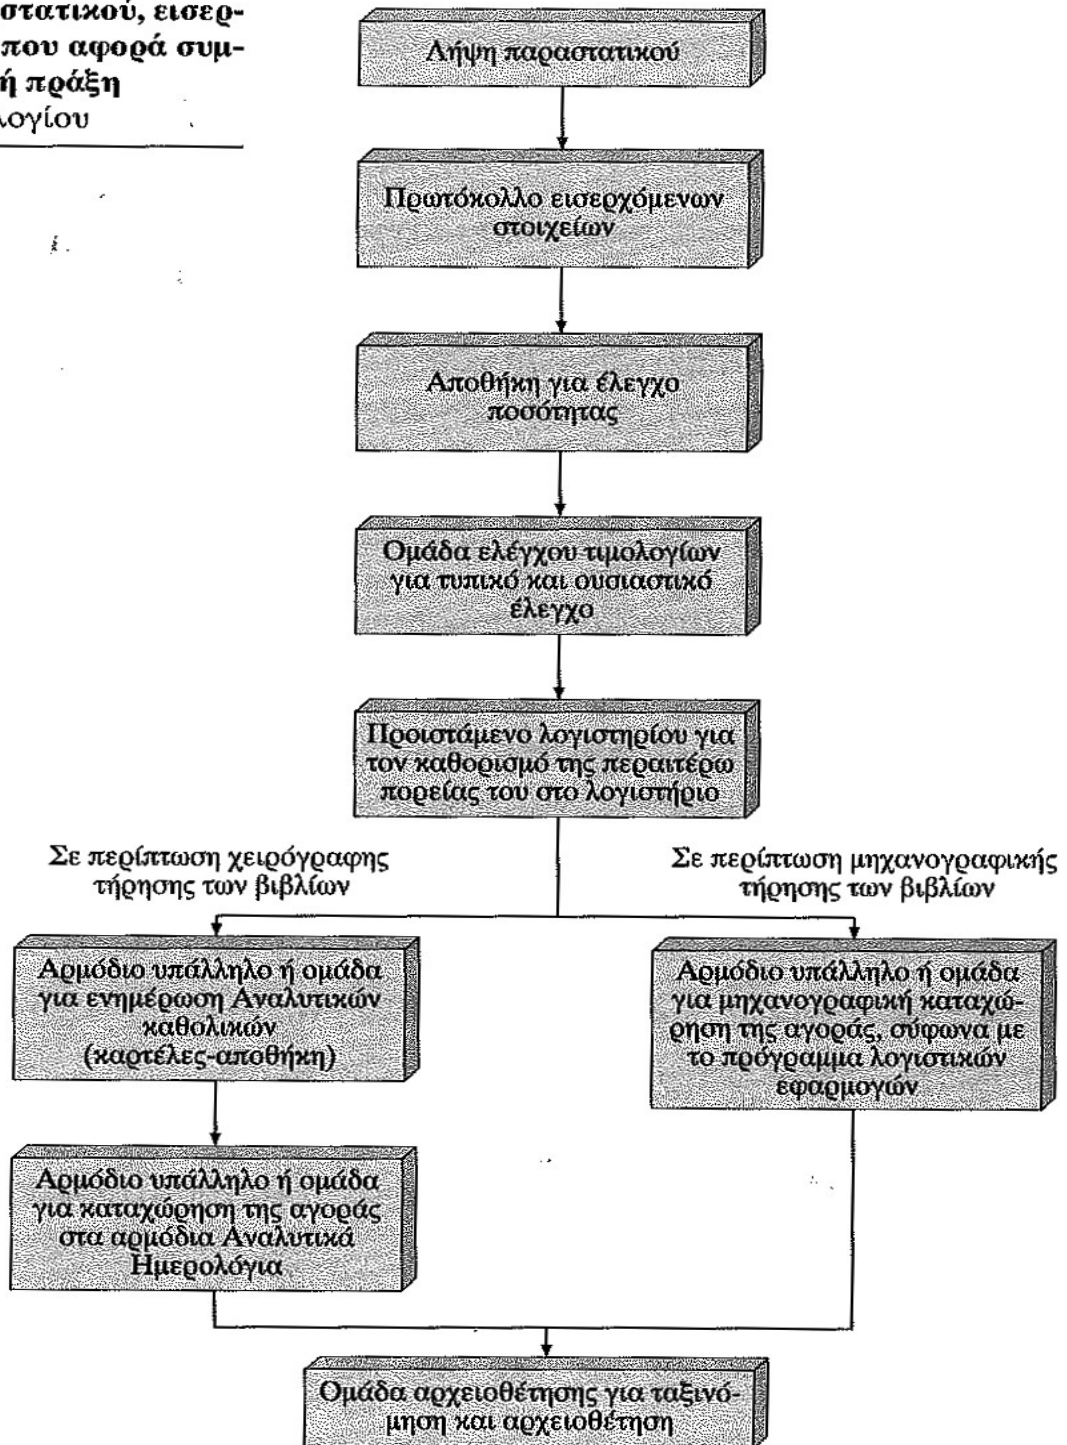 στατικού, εισερ-
που αφορά συμ-
ή πράξη
λογίου
Λήψη παραστατικού
Πρωτόκολλο εισερχόμενων
στοιχείων
Αποθήκη για έλεγχο
ποσότητας
Ομάδα ελέγχου τιμολογίων
για τυπικό και ουσιαστικό
έλεγχο
Προιστάμενο λογιστηρίου για
τον καθορισμό της περαιτέρω
πορείας του στο λογιστήριο
Σε περίπτωση χειρόγραφης
τήρησης των βιβλίων
Σε περίπτωση μηχανογραφικής
τήρησης των βιβλίων
Αρμόδιο υπάλληλο ή ομάδα
για ενημέρωση Αναλυτικών
καθολικών
(καρτέλες-αποθήκη)
Αρμόδιο υπάλληλο ή ομάδα
για μηχανογραφική καταχώ-
ρηση της αγοράς, σύφωνα με
το πρόγραμμα λογιστικών
εφαρμογών
Αρμόδιο υπάλληλο ή ομάδα
για καταχώρηση της αγοράς
στα αρμόδια Αναλυτικά
Ημερολόγια
Ομάδα αρχειοθέτησης για ταξινό-
μηση και αρχειοθέτηση